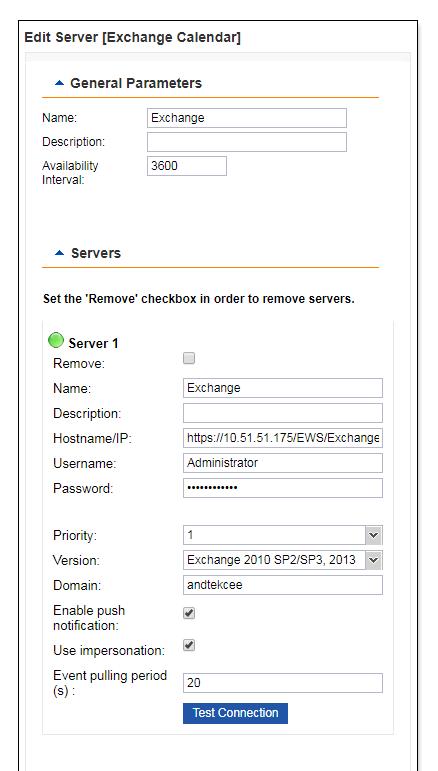 Edit Server [Exchange Calendar]
General Parameters
Name: Exchange
Description:
Availability
Interval: 3600
Servers
Set the 'Remove' checkbox in order to remove servers.
Server 1
Remove:
Name: Exchange
Description:
Hostname/IP: https://10.51.51.175/EWS/Exchange
Username: Administrator
Password: ••••••••••••
Priority: 1
Version: Exchange 2010 SP2/SP3, 2013
Domain: andtekcee
Enable push
notification:
Use impersonation:
Event pulling period
(s) : 20
Test Connection